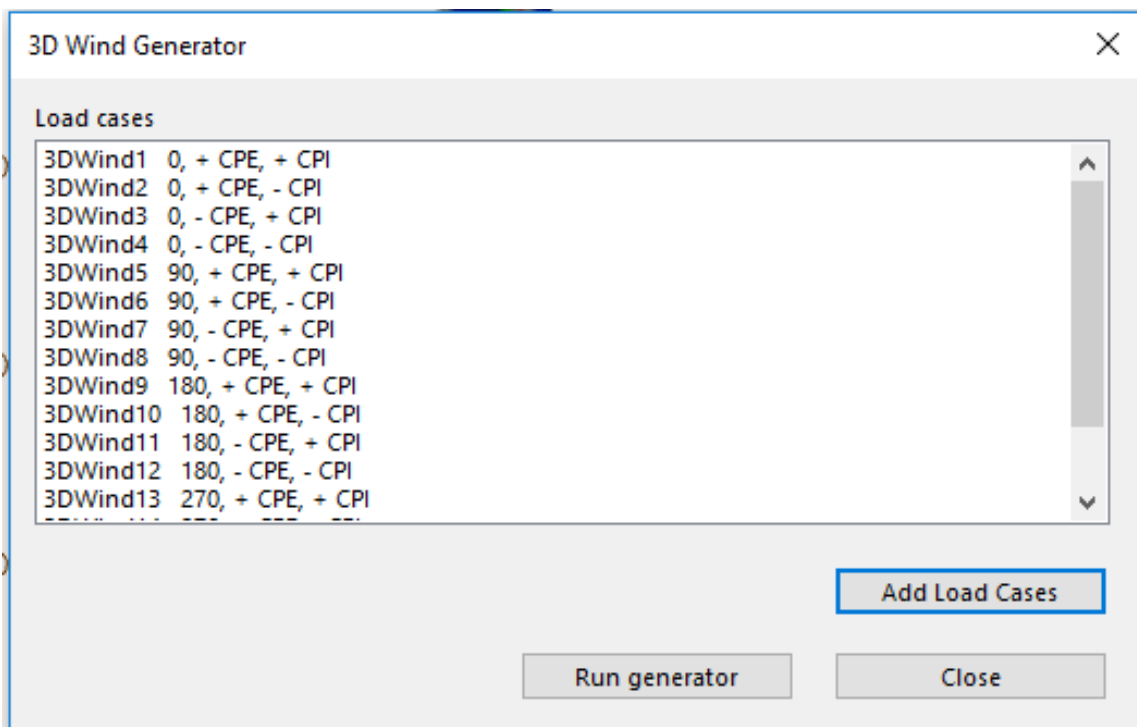 3D Wind Generator
Load cases
3DWind1 0, + CPE, + CPI
3DWind2 0, + CPE, - CPI
3DWind3 0, - CPE, + CPI
3DWind4 0, - CPE, - CPI
3DWind5 90, + CPE, + CPI
3DWind6 90, + CPE, - CPI
3DWind7 90, - CPE, + CPI
3DWind8 90, - CPE, - CPI
3DWind9 180, + CPE, + CPI
3DWind10 180, + CPE, - CPI
3DWind11 180, - CPE, + CPI
3DWind12 180, - CPE, - CPI
3DWind13 270, + CPE, + CPI
Add Load Cases
Run generator
Close